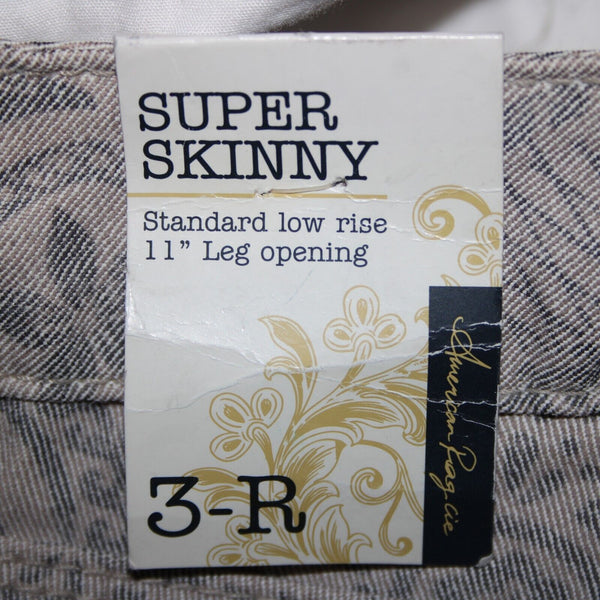 SUPER
SKINNY
Standard low rise
11” Leg opening
American Rag cie
3-R